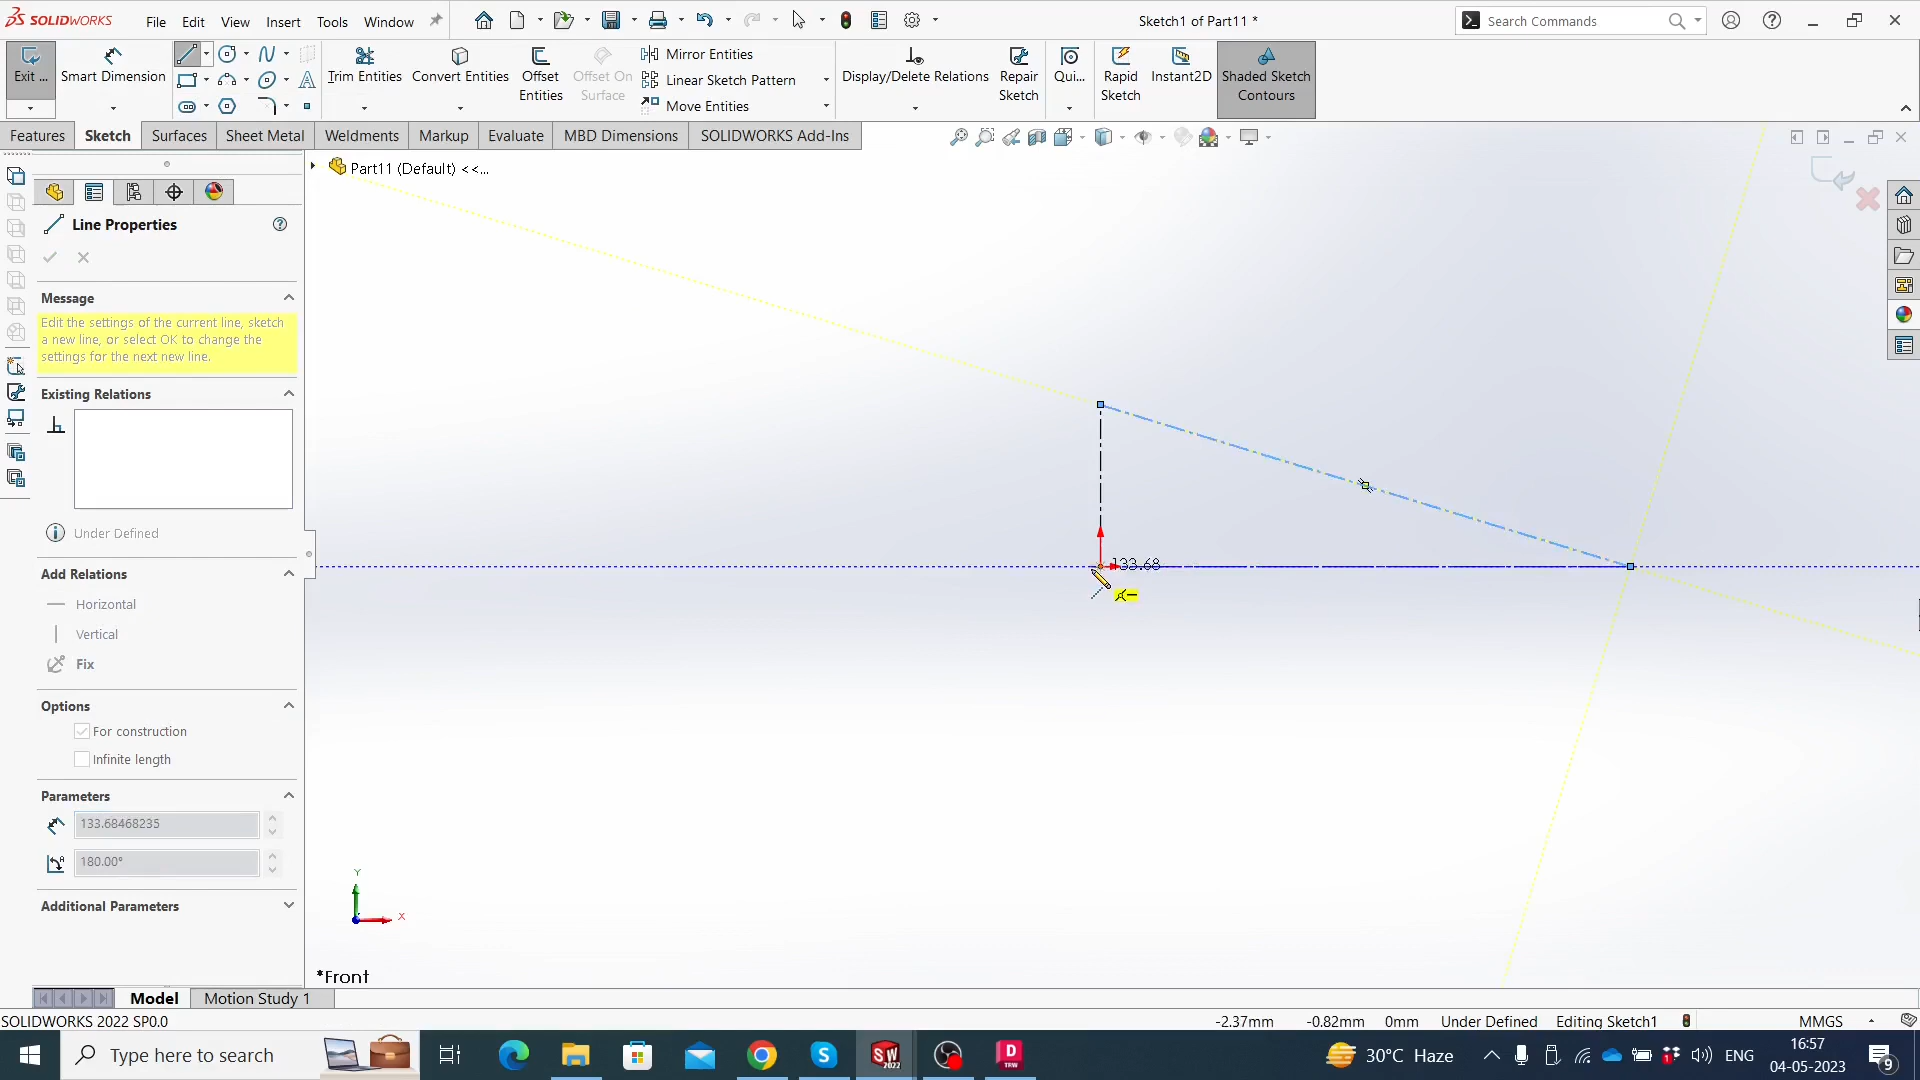 SOLIDWORKS
File Edit View Insert Tools Window
Sketch1 of Part11 *
Search Commands
Exit ...
Smart Dimension
Trim Entities
Convert Entities
Offset Entities
Offset On Surface
Mirror Entities
Linear Sketch Pattern
Move Entities
Display/Delete Relations
Repair Sketch
Qui...
Rapid Sketch
Instant2D
Shaded Sketch Contours
Features Sketch Surfaces Sheet Metal Weldments Markup Evaluate MBD Dimensions SOLIDWORKS Add-Ins
Part11 (Default) <<...
Line Properties
Message
Edit the settings of the current line, sketch
a new line, or select OK to change the
settings for the next new line.
Existing Relations
Under Defined
Add Relations
Horizontal
Vertical
Fix
Options
For construction
Infinite length
Parameters
133.68468235
180.00°
Additional Parameters
133.68
Y
X
*Front
Model Motion Study 1
SOLIDWORKS 2022 SP0.0
-2.37mm -0.82mm 0mm Under Defined Editing Sketch1 MMGS
Type here to search
SW
2022
D
TRW
30°C Haze
ENG
16:57
04-05-2023
9